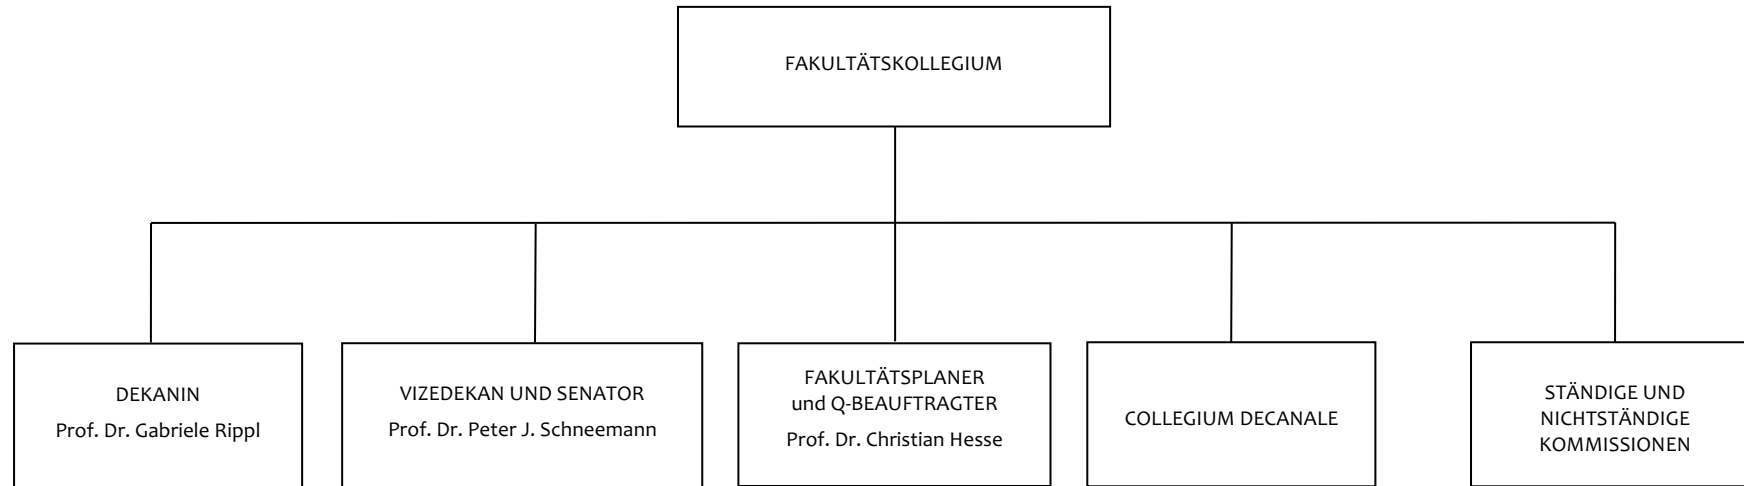 FAKULTÄTSKOLLEGIUM
DEKANIN
Prof. Dr. Gabriele Rippl
VIZEDEKAN UND SENATOR
Prof. Dr. Peter J. Schneemann
FAKULTÄTSPLANER
und Q-BEAUFTRAGTER
Prof. Dr. Christian Hesse
COLLEGIUM DECANALE
STÄNDIGE UND
NICHTSTÄNDIGE
KOMMISSIONEN